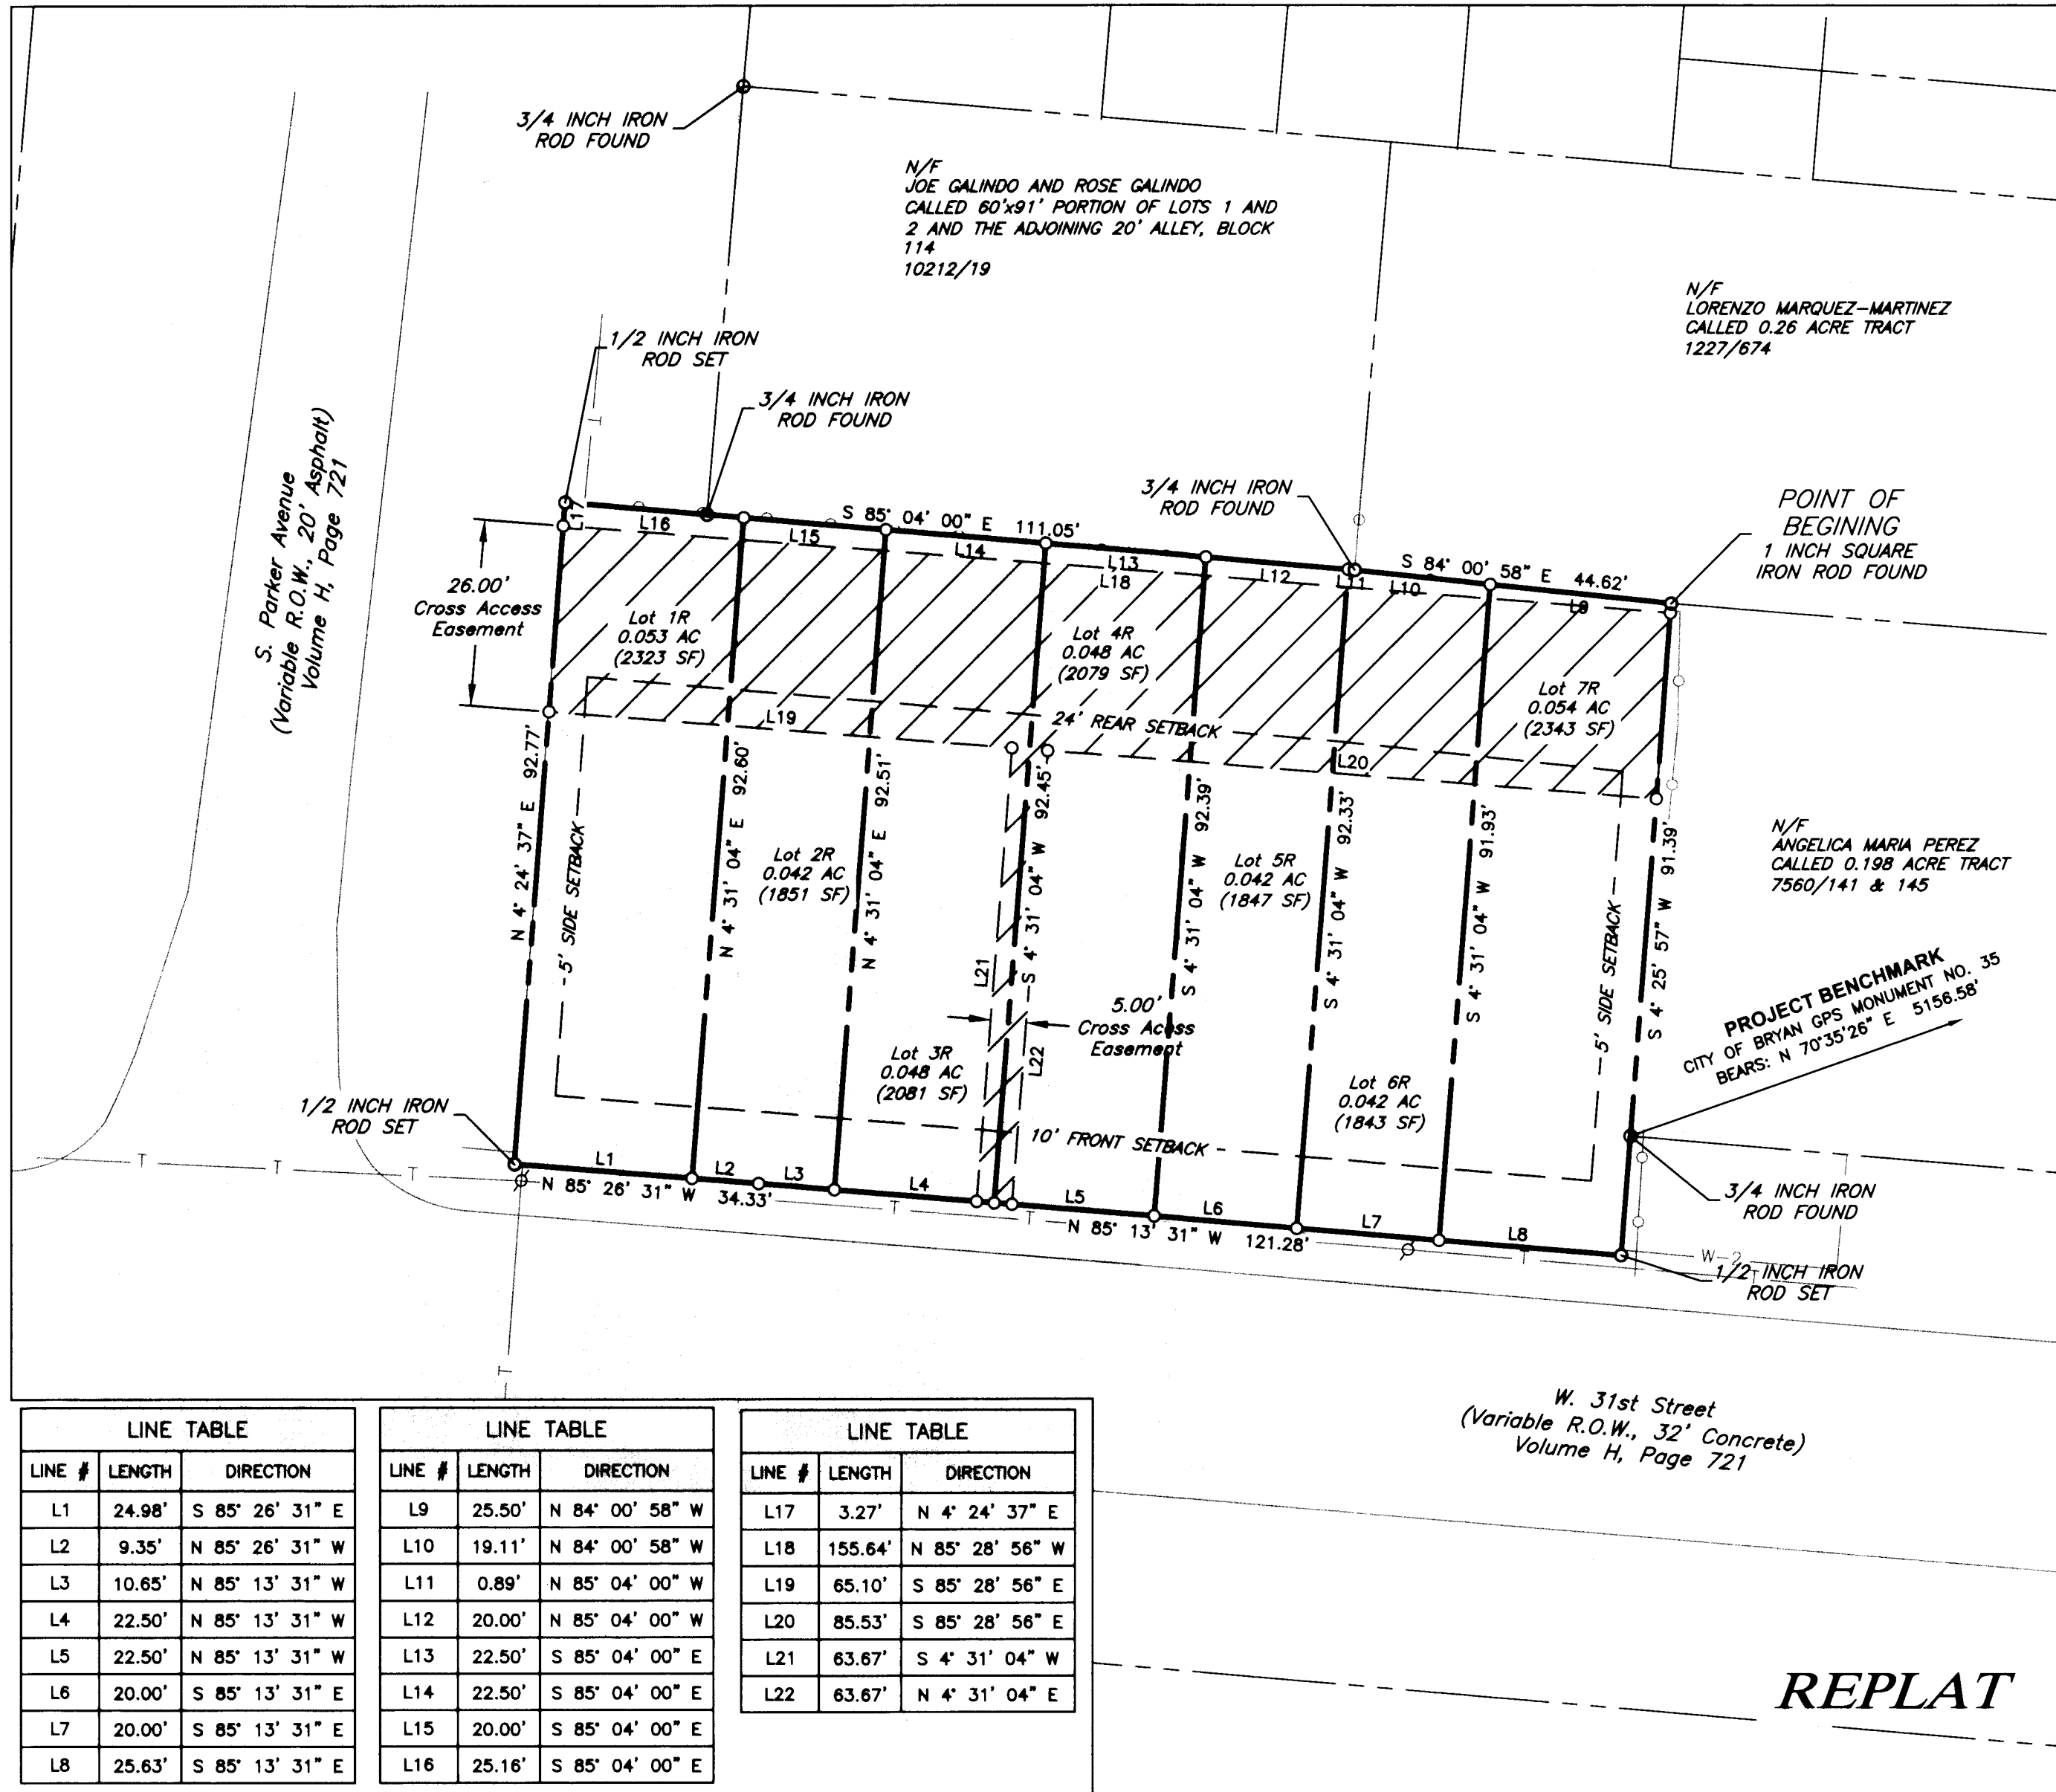 3/4 INCH IRON
ROD FOUND
N/F
JOE GALINDO AND ROSE GALINDO
CALLED 60'x91' PORTION OF LOTS 1 AND
2 AND THE ADJOINING 20' ALLEY, BLOCK
114
10212/19
N/F
LORENZO MARQUEZ-MARTINEZ
CALLED 0.26 ACRE TRACT
1227/674
1/2 INCH IRON
ROD SET
3/4 INCH IRON
ROD FOUND
S. Parker Avenue
(Variable R.O.W., 20' Asphalt)
Volume H, Page 721
3/4 INCH IRON
ROD FOUND
POINT OF
BEGINING
1 INCH SQUARE
IRON ROD FOUND
S 85° 04' 00" E 111.05'
S 84° 00' 58" E 44.62'
L17
L16
L15
L14
L13
L18
L12
L11
L10
L9
26.00'
Cross Access
Easement
Lot 1R
0.053 AC
(2323 SF)
Lot 4R
0.048 AC
(2079 SF)
Lot 7R
0.054 AC
(2343 SF)
L19
24' REAR SETBACK
L20
N 4° 24' 37" E 92.77'
5' SIDE SETBACK
N 4° 31' 04" E 92.60'
N 4° 31' 04" E 92.51'
S 4° 31' 04" W 92.45'
S 4° 31' 04" W 92.39'
S 4° 31' 04" W 92.33'
S 4° 31' 04" W 91.93'
5' SIDE SETBACK
S 4° 25' 57" W 91.39'
Lot 2R
0.042 AC
(1851 SF)
Lot 5R
0.042 AC
(1847 SF)
N/F
ANGELICA MARIA PEREZ
CALLED 0.198 ACRE TRACT
7560/141 & 145
PROJECT BENCHMARK
CITY OF BRYAN GPS MONUMENT NO. 35
BEARS: N 70°35'26" E 5156.58'
L21
L22
5.00'
Cross Acess
Easement
Lot 3R
0.048 AC
(2081 SF)
Lot 6R
0.042 AC
(1843 SF)
10' FRONT SETBACK
1/2 INCH IRON
ROD SET
T T T
L1
L2
L3
L4
L5
L6
L7
L8
N 85° 26' 31" W 34.33'
T T
N 85° 13' 31" W 121.28'
T
T
T
T
3/4 INCH IRON
ROD FOUND
W-2
1/2 INCH IRON
ROD SET
W. 31st Street
(Variable R.O.W., 32' Concrete)
Volume H, Page 721
REPLAT
LINE TABLE
LINE # LENGTH DIRECTION
L1 24.98' S 85° 26' 31" E
L2 9.35' N 85° 26' 31" W
L3 10.65' N 85° 13' 31" W
L4 22.50' N 85° 13' 31" W
L5 22.50' N 85° 13' 31" W
L6 20.00' S 85° 13' 31" E
L7 20.00' S 85° 13' 31" E
L8 25.63' S 85° 13' 31" E
LINE TABLE
LINE # LENGTH DIRECTION
L9 25.50' N 84° 00' 58" W
L10 19.11' N 84° 00' 58" W
L11 0.89' N 85° 04' 00" W
L12 20.00' N 85° 04' 00" W
L13 22.50' S 85° 04' 00" E
L14 22.50' S 85° 04' 00" E
L15 20.00' S 85° 04' 00" E
L16 25.16' S 85° 04' 00" E
LINE TABLE
LINE # LENGTH DIRECTION
L17 3.27' N 4° 24' 37" E
L18 155.64' N 85° 28' 56" W
L19 65.10' S 85° 28' 56" E
L20 85.53' S 85° 28' 56" E
L21 63.67' S 4° 31' 04" W
L22 63.67' N 4° 31' 04" E